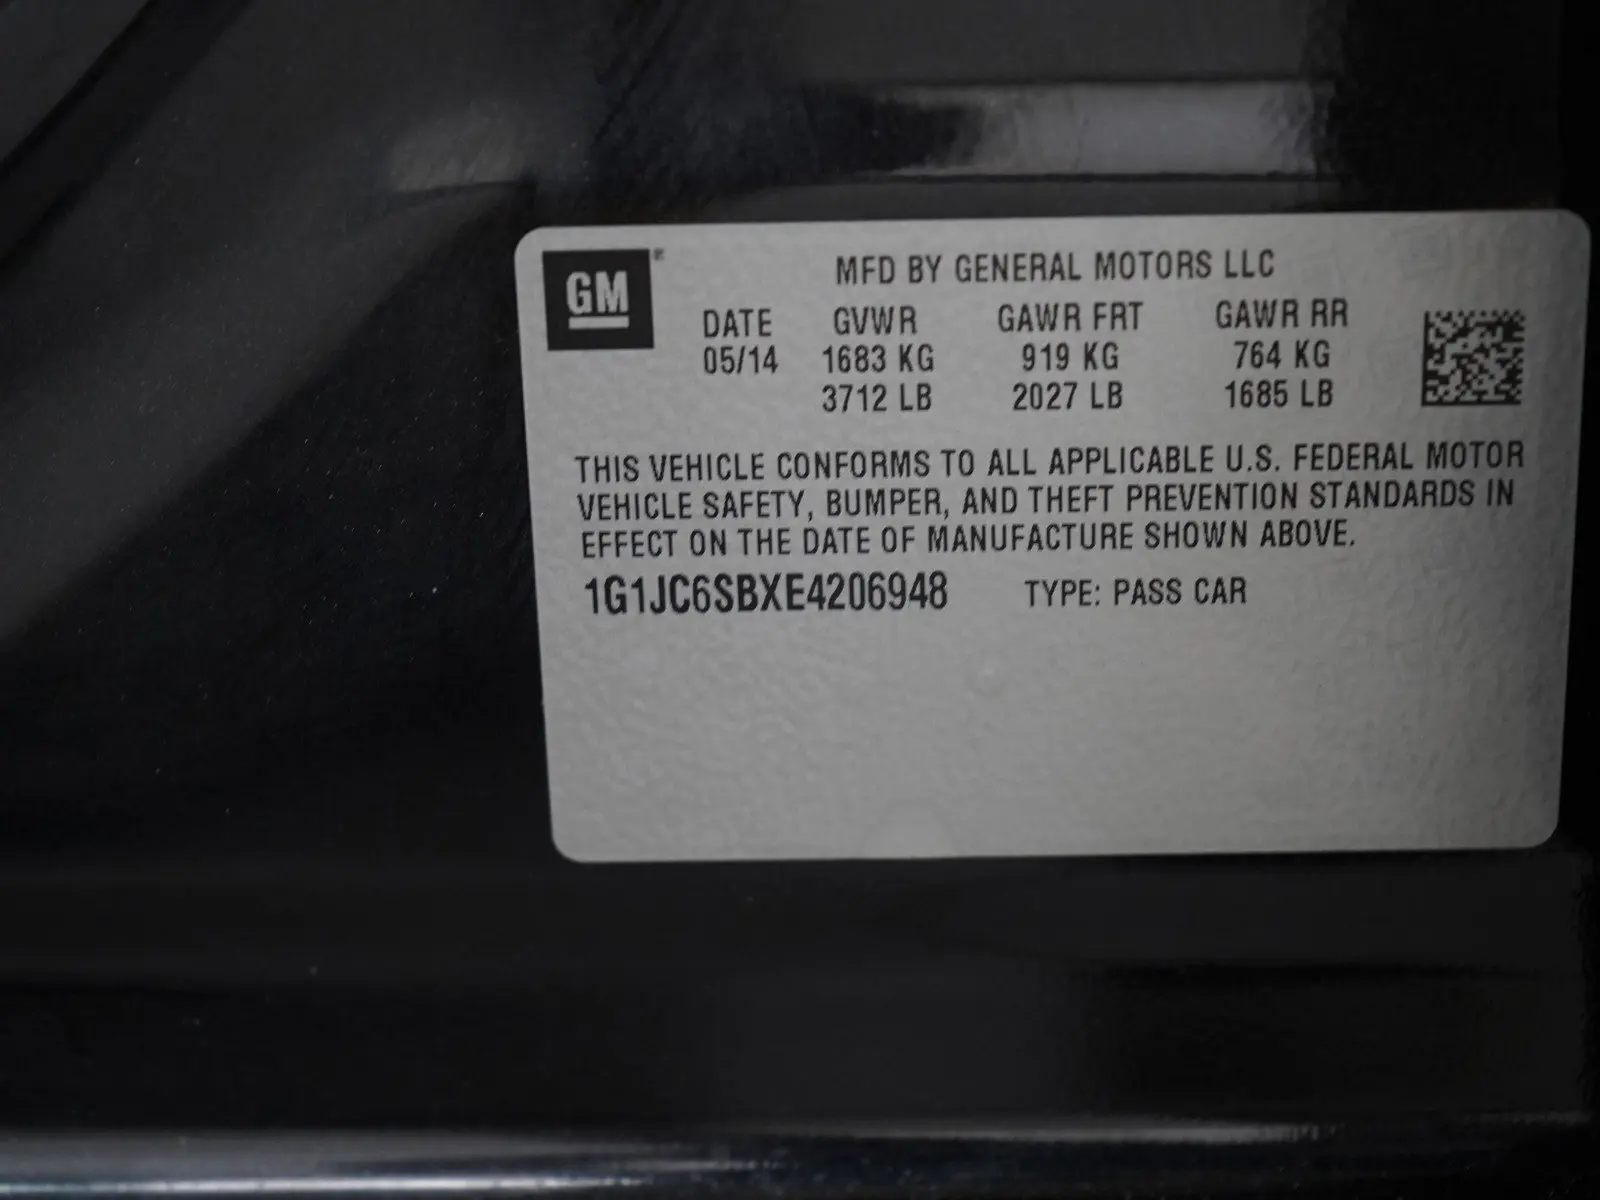 GM®
MFD BY GENERAL MOTORS LLC
DATE GVWR GAWR FRT GAWR RR
05/14 1683 KG 919 KG 764 KG
3712 LB 2027 LB 1685 LB
THIS VEHICLE CONFORMS TO ALL APPLICABLE U.S. FEDERAL MOTOR
VEHICLE SAFETY, BUMPER, AND THEFT PREVENTION STANDARDS IN
EFFECT ON THE DATE OF MANUFACTURE SHOWN ABOVE.
1G1JC6SBXE4206948 TYPE: PASS CAR